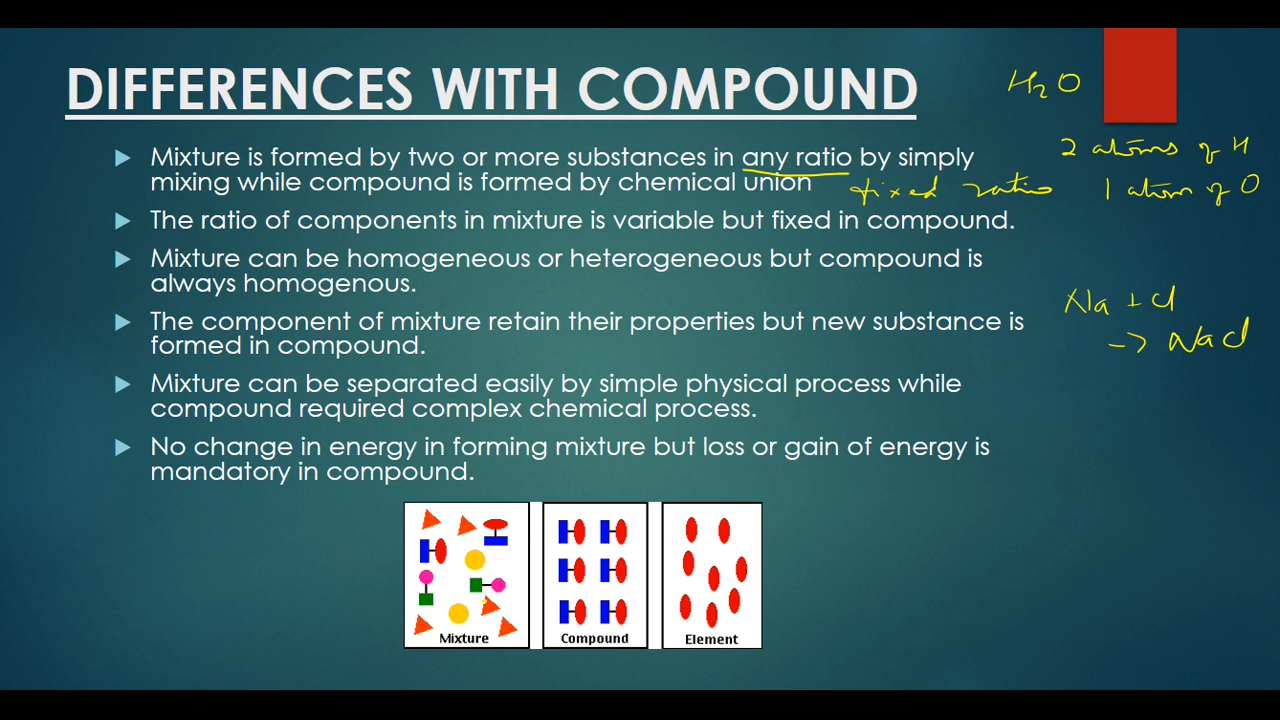 DIFFERENCES WITH COMPOUND
H₂O
Mixture is formed by two or more substances in any ratio by simply
mixing while compound is formed by chemical union
fixed ratio
2 atoms of H
1 atom of O
The ratio of components in mixture is variable but fixed in compound.
Mixture can be homogeneous or heterogeneous but compound is
always homogenous.
The component of mixture retain their properties but new substance is
formed in compound.
Na + Cl
-> NaCl
Mixture can be separated easily by simple physical process while
compound required complex chemical process.
No change in energy in forming mixture but loss or gain of energy is
mandatory in compound.
Mixture
Compound
Element